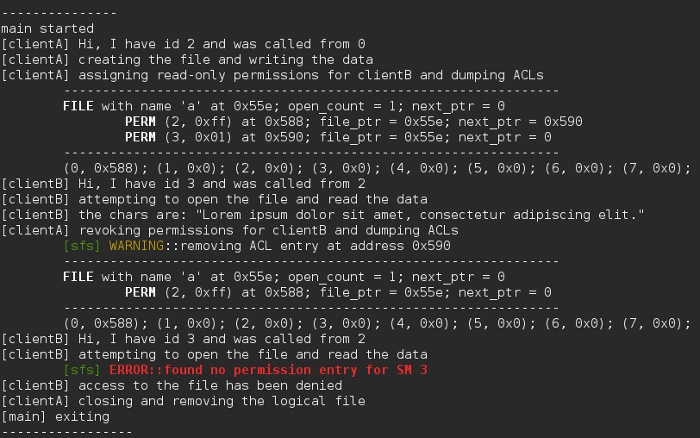 ---------------
main started
[clientA] Hi, I have id 2 and was called from 0
[clientA] creating the file and writing the data
[clientA] assigning read-only permissions for clientB and dumping ACLs
------------------------------------------------------------
FILE with name 'a' at 0x55e; open_count = 1; next_ptr = 0
PERM (2, 0xff) at 0x588; file_ptr = 0x55e; next_ptr = 0x590
PERM (3, 0x01) at 0x590; file_ptr = 0x55e; next_ptr = 0x0
------------------------------------------------------------
(0, 0x588); (1, 0x0); (2, 0x0); (3, 0x0); (4, 0x0); (5, 0x0); (6, 0x0); (7, 0x0);
[clientB] Hi, I have id 3 and was called from 2
[clientB] attempting to open the file and read the data
[clientB] the chars are: "Lorem ipsum dolor sit amet, consectetur adipiscing elit."
[clientA] revoking permissions for clientB and dumping ACLs
[sfs] WARNING::removing ACL entry at address 0x590
------------------------------------------------------------
FILE with name 'a' at 0x55e; open_count = 1; next_ptr = 0
PERM (2, 0xff) at 0x588; file_ptr = 0x55e; next_ptr = 0x0
------------------------------------------------------------
(0, 0x588); (1, 0x0); (2, 0x0); (3, 0x0); (4, 0x0); (5, 0x0); (6, 0x0); (7, 0x0);
[clientB] Hi, I have id 3 and was called from 2
[clientB] attempting to open the file and read the data
[sfs] ERROR::found no permission entry for SM 3
[clientB] access to the file has been denied
[clientA] closing and removing the logical file
[main] exiting
-----------------